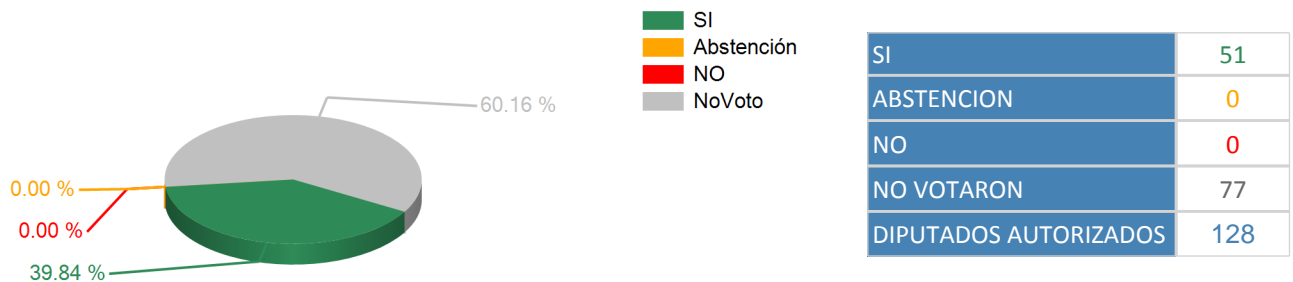 SI
Abstención
NO
NoVoto
60.16 %
0.00 %
0.00 %
39.84 %
SI 51
ABSTENCION 0
NO 0
NO VOTARON 77
DIPUTADOS AUTORIZADOS 128